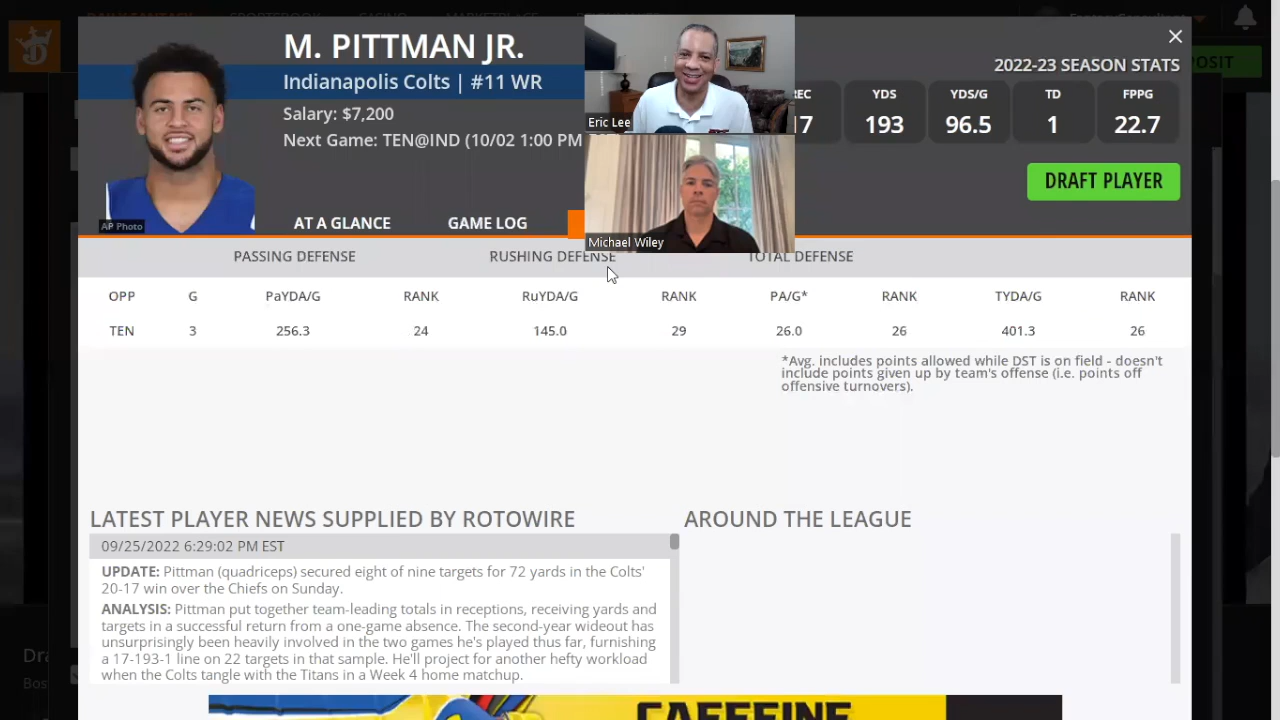 M. PITTMAN JR.
Indianapolis Colts | #11 WR
Salary: $7,200
Next Game: TEN@IND (10/02 1:00 PM
AP Photo
Eric Lee
Michael Wiley
2022-23 SEASON STATS
YDS YDS/G TD FPPG
17 193 96.5 1 22.7
DRAFT PLAYER
AT A GLANCE GAME LOG
PASSING DEFENSE RUSHING DEFENSE TOTAL DEFENSE
OPP G PaYDA/G RANK RuYDA/G RANK PA/G* RANK TYDA/G RANK
TEN 3 256.3 24 145.0 29 26.0 26 401.3 26
*Avg. includes points allowed while DST is on field - doesn't
include points given up by team's offense (i.e. points off
offensive turnovers).
LATEST PLAYER NEWS SUPPLIED BY ROTOWIRE
09/25/2022 6:29:02 PM EST
UPDATE: Pittman (quadriceps) secured eight of nine targets for 72 yards in the Colts'
20-17 win over the Chiefs on Sunday.
ANALYSIS: Pittman put together team-leading totals in receptions, receiving yards and
targets in a successful return from a one-game absence. The second-year wideout has
unsurprisingly been heavily involved in the two games he's played thus far, furnishing
a 17-193-1 line on 22 targets in that sample. He'll project for another hefty workload
when the Colts tangle with the Titans in a Week 4 home matchup.
AROUND THE LEAGUE
CAFFEINE